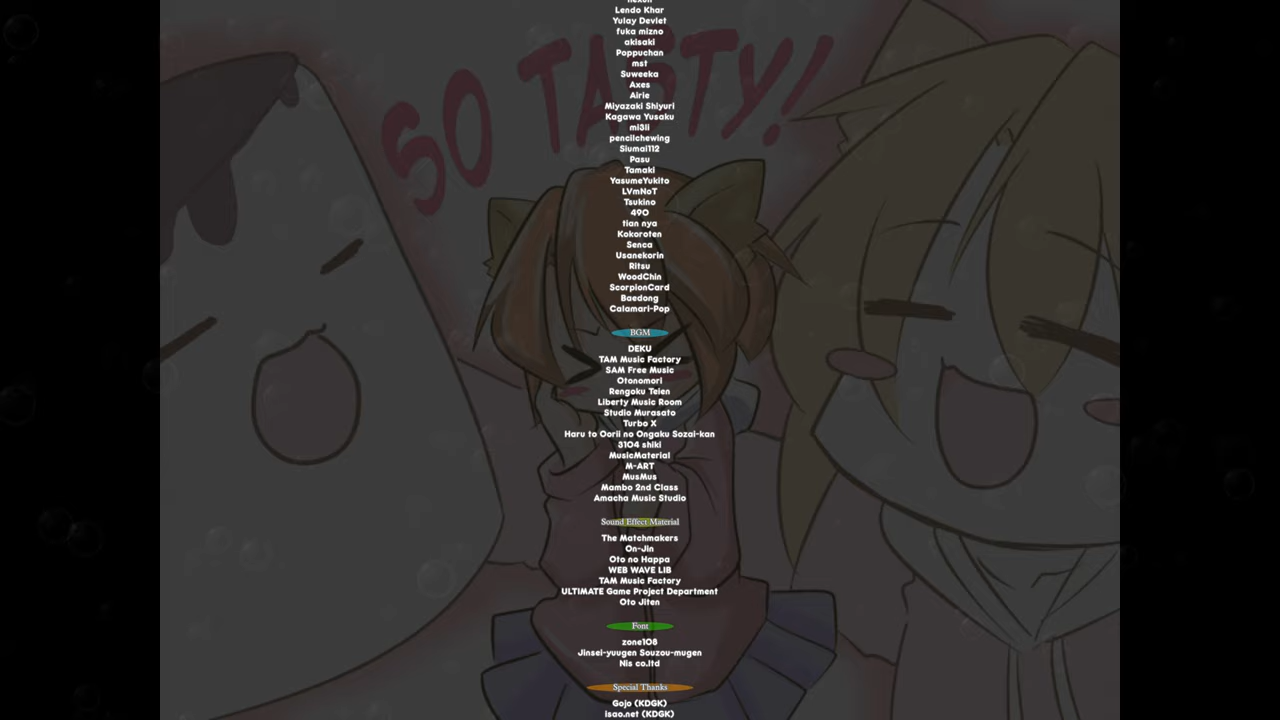 Lendo Khar
Yulay Devlet
fuka mizno
akisaki
Poppuchan
mst
Suweeka
Axes
Airie
Miyazaki Shiyuri
Kagawa Yusaku
mi3li
pencilchewing
Siumai112
Pasu
Tamaki
YasumeYukito
LVmNoT
Tsukino
490
tian nya
Kokoroten
Senca
Usanekorin
Ritsu
WoodChin
ScorpionCard
Baedong
Calamari-Pop
BGM
DEKU
TAM Music Factory
SAM Free Music
Otonomori
Rengoku Teien
Liberty Music Room
Studio Murasato
Turbo X
Haru to Oorii no Ongaku Sozai-kan
3104 shiki
MusicMaterial
M-ART
MusMus
Mambo 2nd Class
Amacha Music Studio
Sound Effect Material
The Matchmakers
On-Jin
Oto no Happa
WEB WAVE LIB
TAM Music Factory
ULTIMATE Game Project Department
Oto Jiten
Font
zone108
Jinsei-yuugen Souzou-mugen
Nis co.ltd
Special Thanks
Gojo (KDGK)
isao.net (KDGK)
SO TASTY!